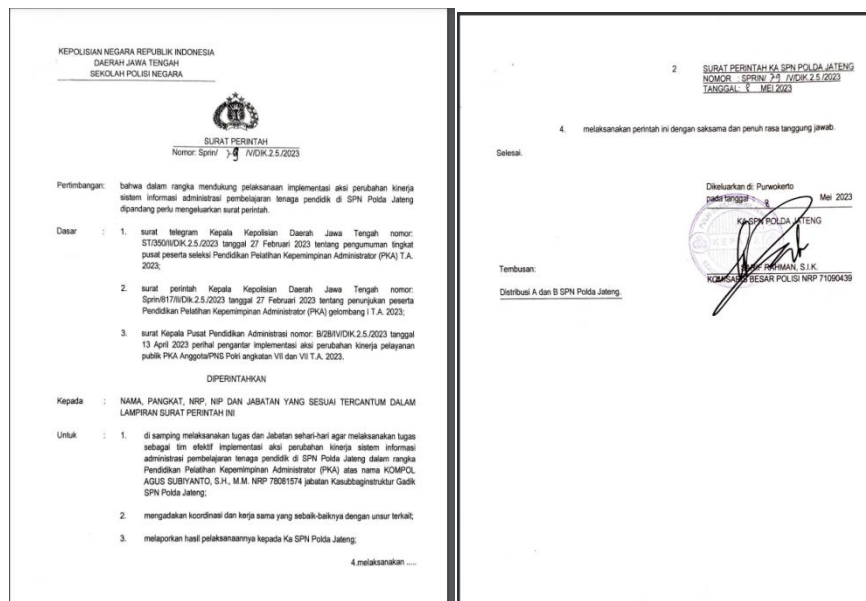 KEPOLISIAN NEGARA REPUBLIK INDONESIA
DAERAH JAWA TENGAH
SEKOLAH POLISI NEGARA
SURAT PERINTAH
Nomor: Sprin/ 79 /V/DIK.2.5./2023
Pertimbangan: bahwa dalam rangka mendukung pelaksanaan implementasi aksi perubahan kinerja
sistem informasi administrasi pembelajaran tenaga pendidik di SPN Polda Jateng
dipandang perlu mengeluarkan surat perintah.
Dasar : 1. surat telegram Kepala Kepolisian Daerah Jawa Tengah nomor:
ST/350/II/DIK.2.5./2023 tanggal 27 Februari 2023 tentang pengumuman tingkat
pusat peserta seleksi Pendidikan Pelatihan Kepemimpinan Administrator (PKA) T.A.
2023;
2. surat perintah Kepala Kepolisian Daerah Jawa Tengah nomor:
Sprin/817/II/Dik.2.5./2023 tanggal 27 Februari 2023 tentang penunjukan peserta
Pendidikan Pelatihan Kepemimpinan Administrator (PKA) gelombang I T.A. 2023;
3. surat Kepala Pusat Pendidikan Administrasi nomor: B/28/IV/DIK.2.5./2023 tanggal
13 April 2023 perihal pengantar implementasi aksi perubahan kinerja pelayanan
publik PKA Anggota/PNS Polri angkatan VII dan VII T.A. 2023.
DIPERINTAHKAN
Kepada : NAMA, PANGKAT, NRP, NIP DAN JABATAN YANG SESUAI TERCANTUM DALAM
LAMPIRAN SURAT PERINTAH INI
Untuk : 1. di samping melaksanakan tugas dan Jabatan sehari-hari agar melaksanakan tugas
sebagai tim efektif implementasi aksi perubahan kinerja sistem informasi
administrasi pembelajaran tenaga pendidik di SPN Polda Jateng dalam rangka
Pendidikan Pelatihan Kepemimpinan Administrator (PKA) atas nama KOMPOL
AGUS SUBIYANTO, S.H., M.M. NRP 78081574 jabatan Kasubbaginstruktur Gadik
SPN Polda Jateng;
2. mengadakan koordinasi dan kerja sama yang sebaik-baiknya dengan unsur terkait;
3. melaporkan hasil pelaksanaannya kepada Ka SPN Polda Jateng;
4.melaksanakan .....
2 SURAT PERINTAH KA SPN POLDA JATENG
NOMOR : SPRIN/ 79 /V/DIK.2.5./2023
TANGGAL: 8 MEI 2023
4. melaksanakan perintah ini dengan saksama dan penuh rasa tanggung jawab.
Selesai.
Dikeluarkan di: Purwokerto
pada tanggal 8 Mei 2023
KA SPN POLDA JATENG
RAHMAN, S.I.K.
KOMISARIS BESAR POLISI NRP 71090439
Tembusan:
Distribusi A dan B SPN Polda Jateng.